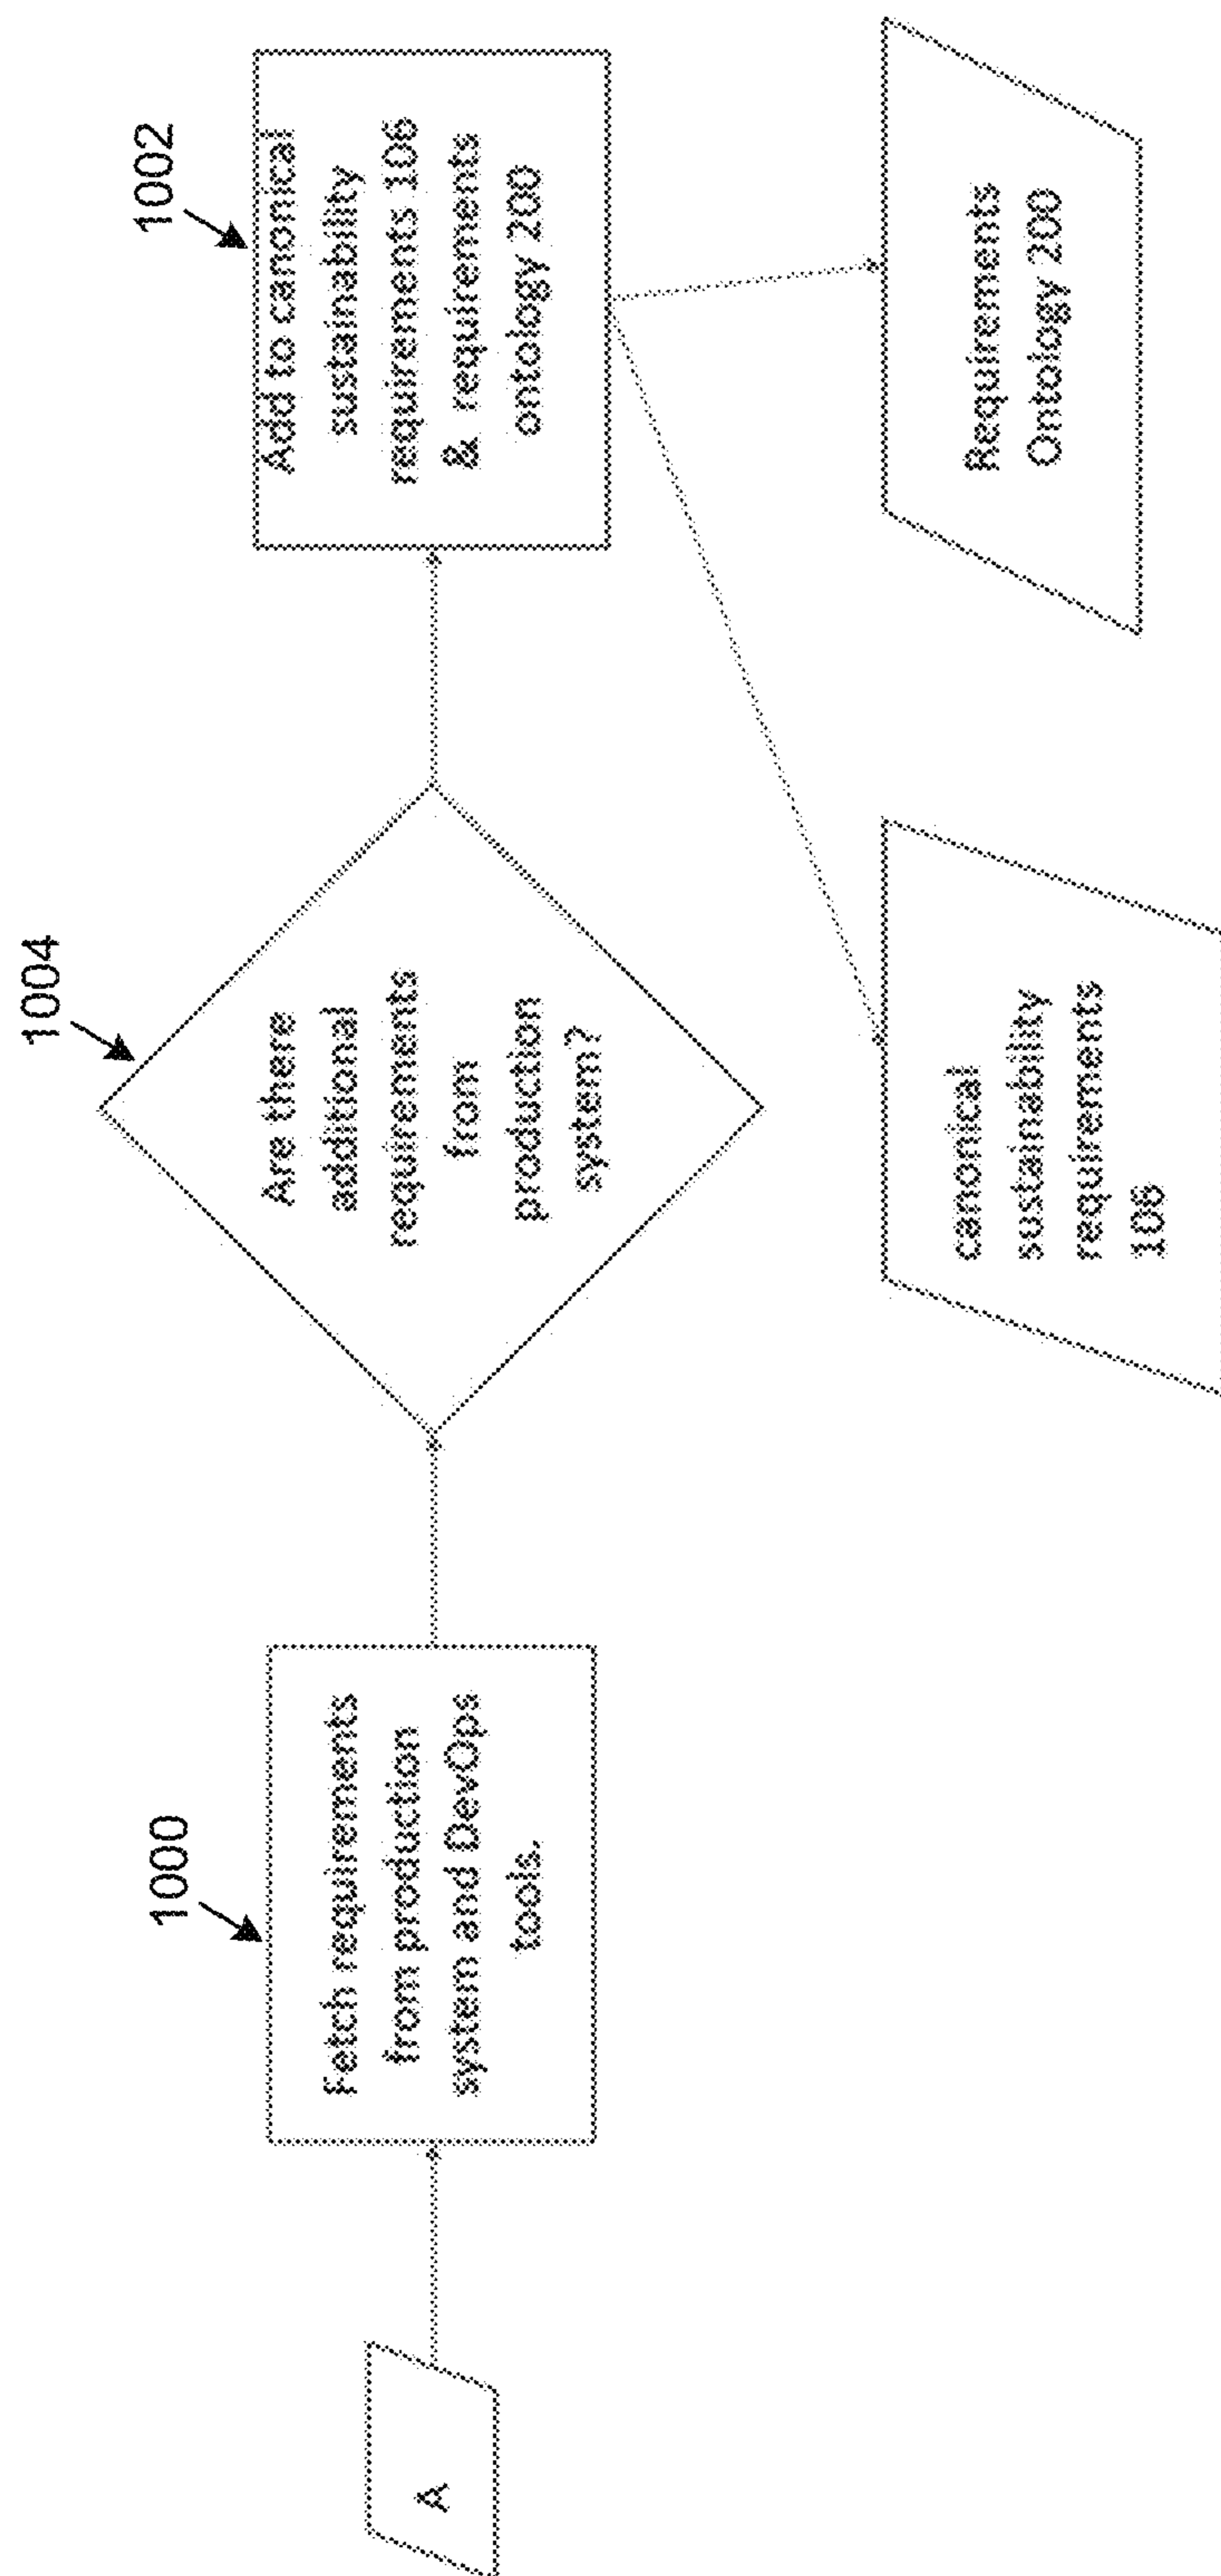 A
1000
Fetch requirements
from production
system and DevOps
tools.
1004
Are there
additional
requirements
from
production
system?
1002
Add to canonical
sustainability
requirements 106
& requirements
ontology 200
canonical
sustainability
requirements
106
Requirements
Ontology 200